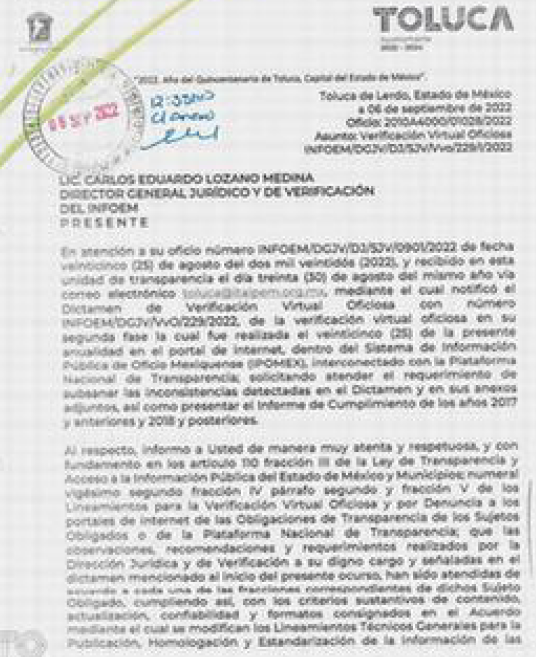 TOLUCA
"2022. Año del Quincentenario de Toluca, Capital del Estado de México".
Toluca de Lerdo, Estado de México
a 06 de septiembre de 2022
Oficio: 2010A6000/01028/2022
Asunto: Verificación Virtual Oficiosa
INFOEM/DGJV/DJ/SJV/Vvo/229/I/2022
LIC. CARLOS EDUARDO LOZANO MEDINA
DIRECTOR GENERAL JURÍDICO Y DE VERIFICACIÓN
DEL INFOEM
P R E S E N T E
En atención a su oficio número INFOEM/DGJV/DJ/SJV/0901/2022 de fecha
veinticinco (25) de agosto del dos mil veintidós (2022), y recibido en esta
unidad de transparencia el día treinta (30) de agosto del mismo año vía
correo electrónico toluca@itaipem.org.mx, mediante el cual notificó el
Dictamen de Verificación Virtual Oficiosa con número
INFOEM/DGJV/VVO/229/2022, de la verificación virtual oficiosa en su
segunda fase la cual fue realizada el veinticinco (25) de la presente
anualidad en el portal de internet, dentro del Sistema de Información
Pública de Oficio Mexiquense (IPOMEX), interconectado con la Plataforma
Nacional de Transparencia; solicitando atender el requerimiento de
subsanar las inconsistencias detectadas en el Dictamen y en sus anexos
adjuntos, así como presentar el Informe de Cumplimiento de los años 2017
y anteriores y 2018 y posteriores.
Al respecto, informo a Usted de manera muy atenta y respetuosa, y con
fundamento en los artículo 110 fracción III de la Ley de Transparencia y
Acceso a la Información Pública del Estado de México y Municipios; numeral
vigésimo segundo fracción IV párrafo segundo y fracción V de los
Lineamientos para la Verificación Virtual Oficiosa y por Denuncia a los
portales de internet de las Obligaciones de Transparencia de los Sujetos
Obligados o de la Plataforma Nacional de Transparencia; que las
observaciones, recomendaciones y requerimientos realizados por la
Dirección Jurídica y de Verificación a su digno cargo y señaladas en el
dictamen mencionado al inicio del presente ocurso, han sido atendidas de
acuerdo a cada una de las fracciones correspondientes de dichos Sujeto
Obligado, cumpliendo así, con los criterios sustantivos de contenido,
actualización, confiabilidad y formatos consignados en el Acuerdo
mediante el cual se modifican los Lineamientos Técnicos Generales para la
Publicación, Homologación y Estandarización de la Información de las